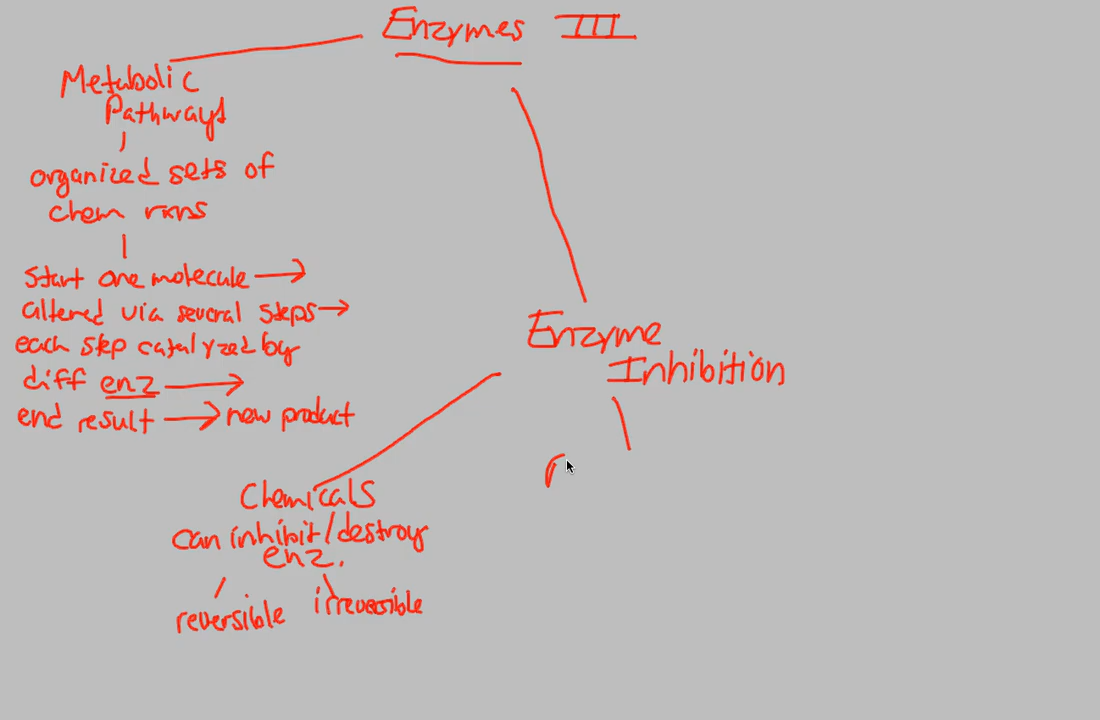 Enzymes III
Metabolic
Pathways
organized sets of
chem rxns
Start one molecule →
altered via several steps →
each step catalyzed by
diff enz →
end result → new product
Enzyme
Inhibition
Chemicals
can inhibit/destroy
enz.
reversible irreversible